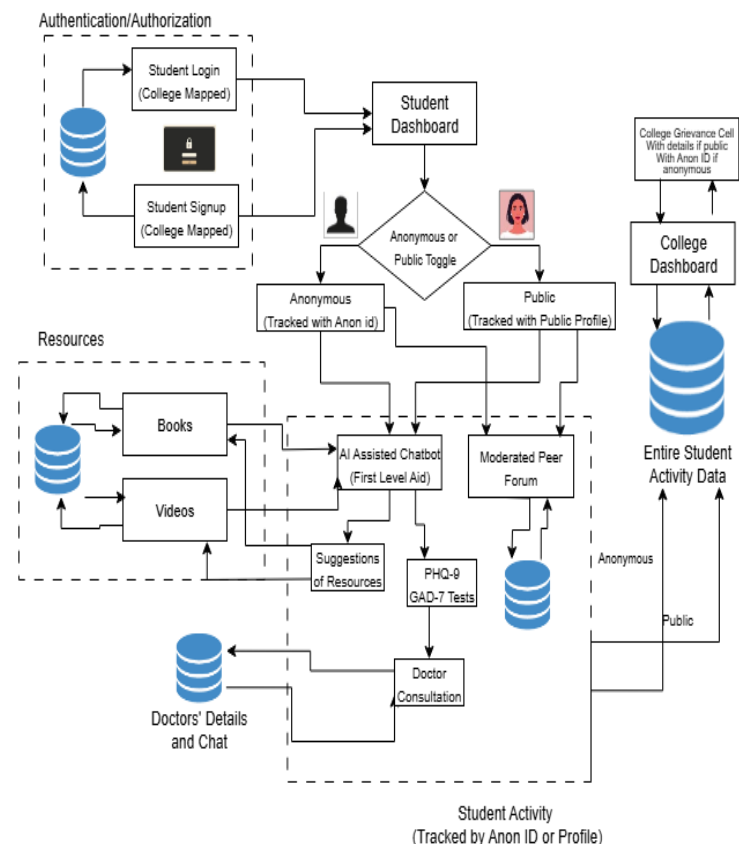 Authentication/Authorization
Student Login
(College Mapped)
Student Signup
(College Mapped)
Student
Dashboard
College Grievance Cell
With details if public
With Anon ID if
anonymous
Anonymous or
Public Toggle
College
Dashboard
Anonymous
(Tracked with Anon id)
Public
(Tracked with Public Profile)
Resources
Books
Videos
AI Assisted Chatbot
(First Level Aid)
Moderated Peer
Forum
Entire Student
Activity Data
Suggestions
of Resources
PHQ-9
GAD-7 Tests
Anonymous
Public
Doctor
Consultation
Doctors' Details
and Chat
Student Activity
(Tracked by Anon ID or Profile)